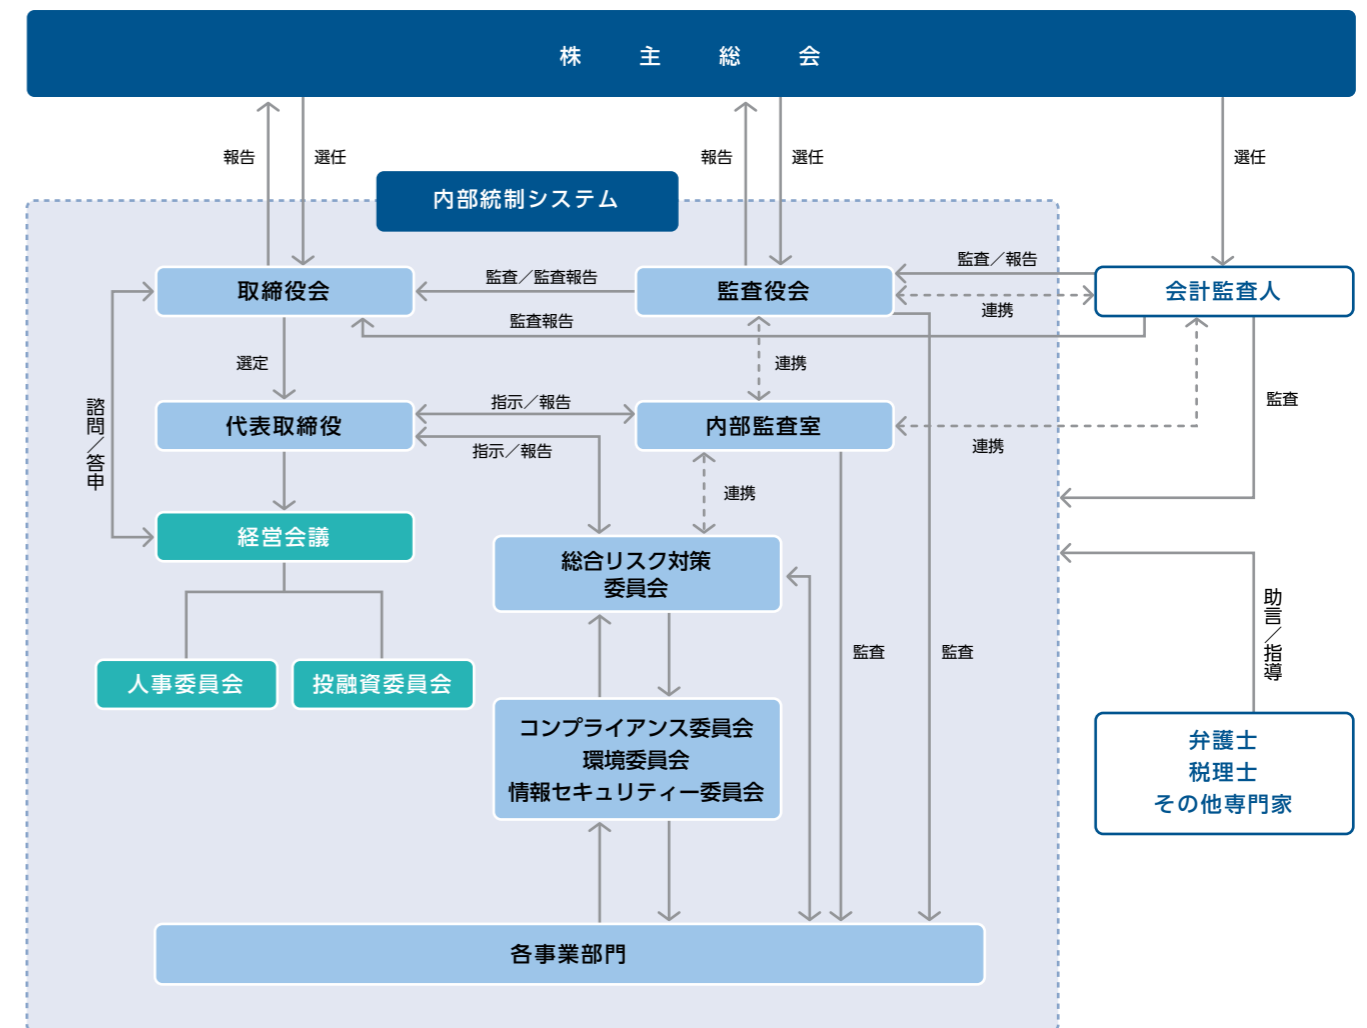 株主総会
報告
選任
報告
選任
選任
内部統制システム
監査／報告
監査／監査報告
取締役会
監査役会
会計監査人
連携
監査報告
選定
連携
指示／報告
監査
諮問／答申
代表取締役
内部監査室
連携
指示／報告
連携
経営会議
総合リスク対策
委員会
助言／指導
監査
監査
人事委員会
投融資委員会
コンプライアンス委員会
環境委員会
情報セキュリティー委員会
弁護士
税理士
その他専門家
各事業部門